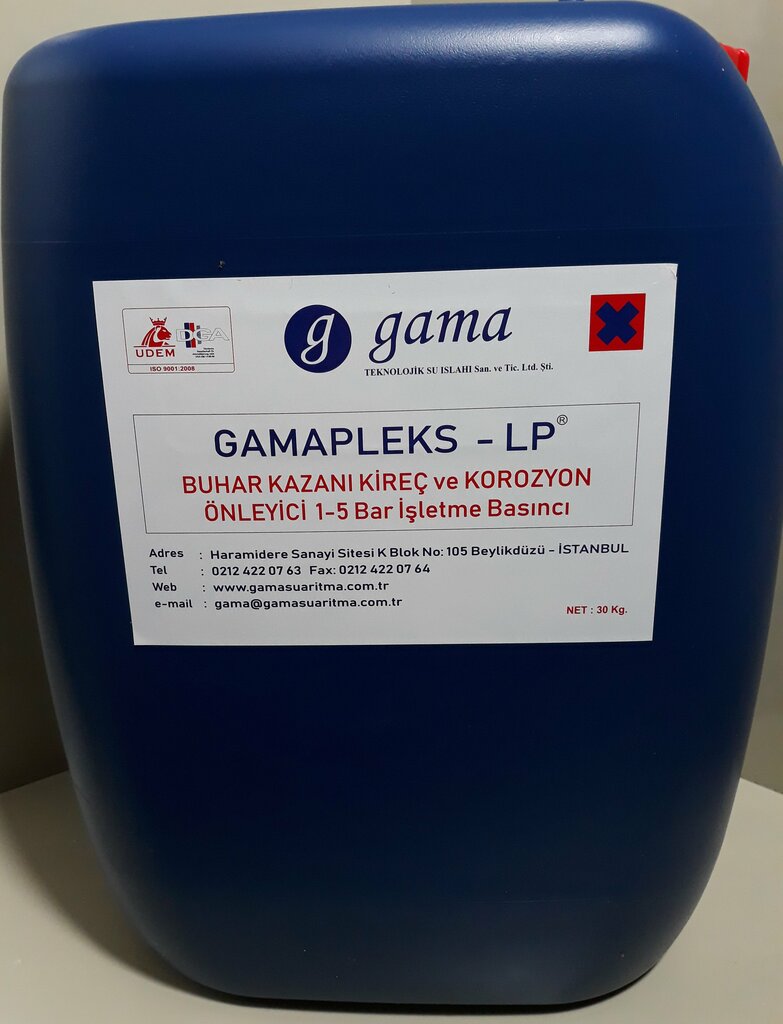 UDEM
ISO 9001:2008
g gama
TEKNOLOJİK SU ISLAHI San. ve Tic. Ltd. Şti.
GAMAPLEKS - LP®
BUHAR KAZANI KİREÇ ve KOROZYON
ÖNLEYİCİ 1-5 Bar İşletme Basıncı
Adres : Haramidere Sanayi Sitesi K Blok No: 105 Beylikdüzü - İSTANBUL
Tel : 0212 422 07 63 Fax: 0212 422 07 64
Web : www.gamasuaritma.com.tr
e-mail : gama@gamasuaritma.com.tr
NET : 30 Kg.